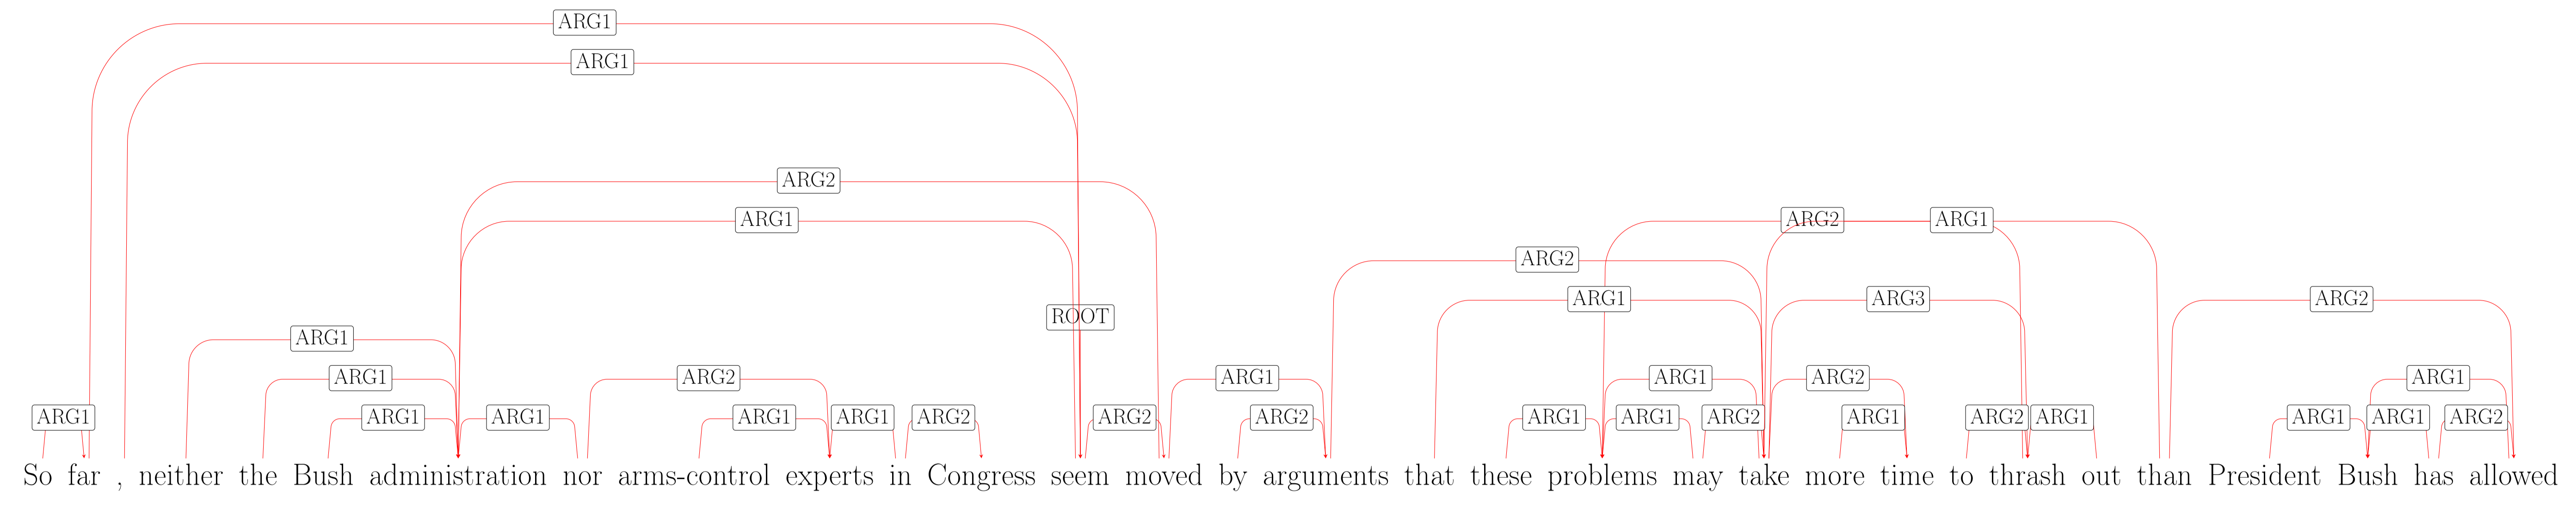 ARG1
ARG1
ARG2
ARG1 ARG2 ARG1
ARG2
ARG1 ARG3 ARG2
ROOT
ARG1
ARG1 ARG2 ARG1 ARG1 ARG2 ARG1
ARG1 ARG1 ARG1 ARG1 ARG1 ARG2 ARG2 ARG2 ARG1 ARG1 ARG2 ARG1 ARG2 ARG1 ARG1 ARG1 ARG2
So far , neither the Bush administration nor arms-control experts in Congress seem moved by arguments that these problems may take more time to thrash out than President Bush has allowed